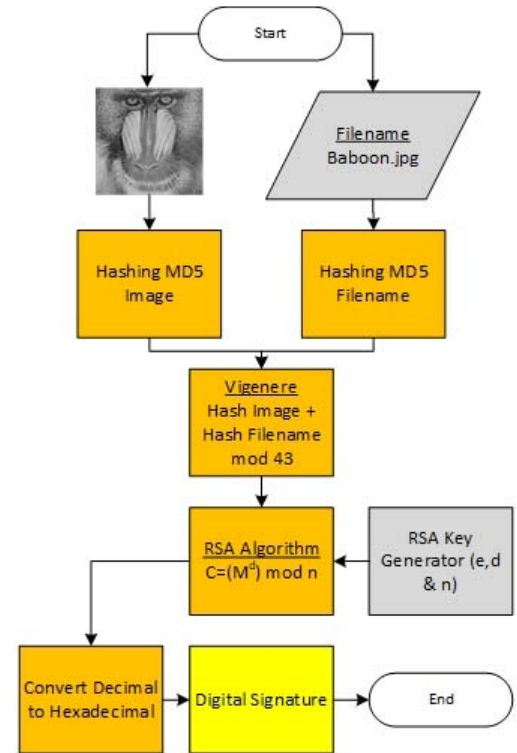 Start
Filename
Baboon.jpg
Hashing MD5
Image
Hashing MD5
Filename
Vigenere
Hash Image +
Hash Filename
mod 43
RSA Algorithm
C=(M^d) mod n
RSA Key
Generator (e,d
& n)
Convert Decimal
to Hexadecimal
Digital Signature
End